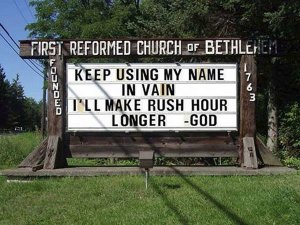 FIRST REFORMED CHURCH OF BETHLEHEM
FOUNDED
1763
KEEP USING MY NAME
IN VAIN
I'LL MAKE RUSH HOUR
LONGER -GOD